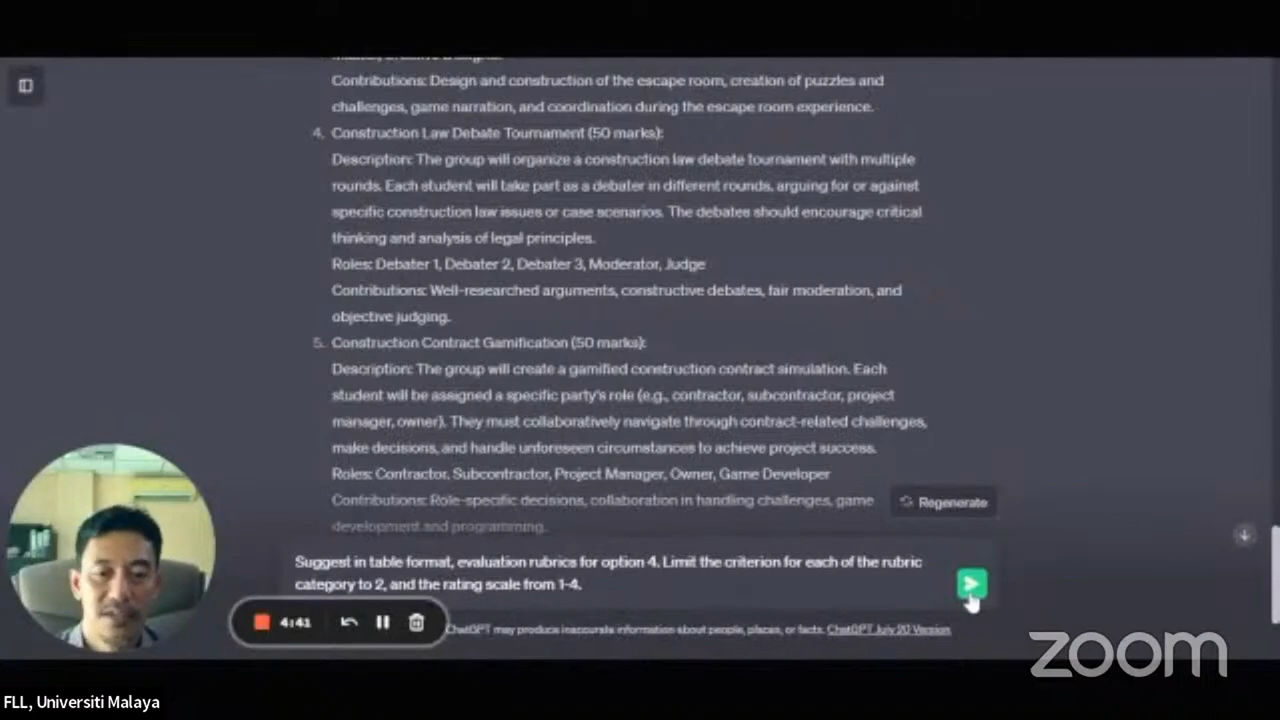 Contributions: Design and construction of the escape room, creation of puzzles and
challenges, game narration, and coordination during the escape room experience.
4. Construction Law Debate Tournament (50 marks):
Description: The group will organize a construction law debate tournament with multiple
rounds. Each student will take part as a debater in different rounds, arguing for or against
specific construction law issues or case scenarios. The debates should encourage critical
thinking and analysis of legal principles.
Roles: Debater 1, Debater 2, Debater 3, Moderator, Judge
Contributions: Well-researched arguments, constructive debates, fair moderation, and
objective judging.
5. Construction Contract Gamification (50 marks):
Description: The group will create a gamified construction contract simulation. Each
student will be assigned a specific party's role (e.g., contractor, subcontractor, project
manager, owner). They must collaboratively navigate through contract-related challenges,
make decisions, and handle unforeseen circumstances to achieve project success.
Roles: Contractor, Subcontractor, Project Manager, Owner, Game Developer
Contributions: Role-specific decisions, collaboration in handling challenges, game
development and programming.
Regenerate
Suggest in table format, evaluation rubrics for option 4. Limit the criterion for each of the rubric
category to 2, and the rating scale from 1-4.
4:41
ChatGPT may produce inaccurate information about people, places, or facts. ChatGPT July 20 Version
zoom
FLL, Universiti Malaya